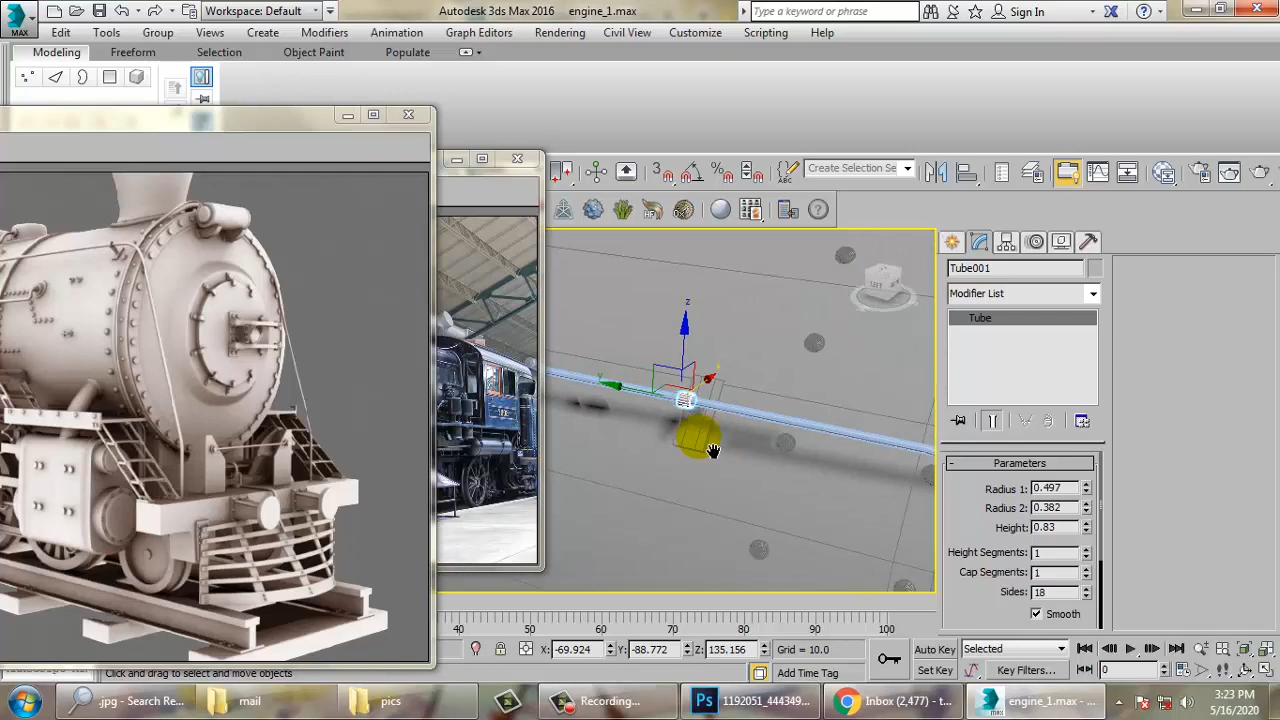 MAX
Workspace: Default
Autodesk 3ds Max 2016
engine_1.max
Type a keyword or phrase
Sign In
Edit
Tools
Group
Views
Create
Modifiers
Animation
Graph Editors
Rendering
Civil View
Customize
Scripting
Help
Modeling
Freeform
Selection
Object Paint
Populate
3
Create Selection Se
ABC
z
y
LEFT
Tube001
Modifier List
Tube
Parameters
Radius 1: 0.497
Radius 2: 0.382
Height: 0.83
Height Segments: 1
Cap Segments: 1
Sides: 18
Smooth
40 50 60 70 80 90 100
X: -69.924
Y: -88.772
Z: 135.156
Grid = 10.0
Auto Key
Selected
Click and drag to select and move objects
Add Time Tag
Set Key
Key Filters...
0
.jpg - Search Re...
mail
pics
Recording...
Ps
1192051_444349...
Inbox (2,477) - t...
MAX
engine_1.max - ...
3:23 PM
5/16/2020